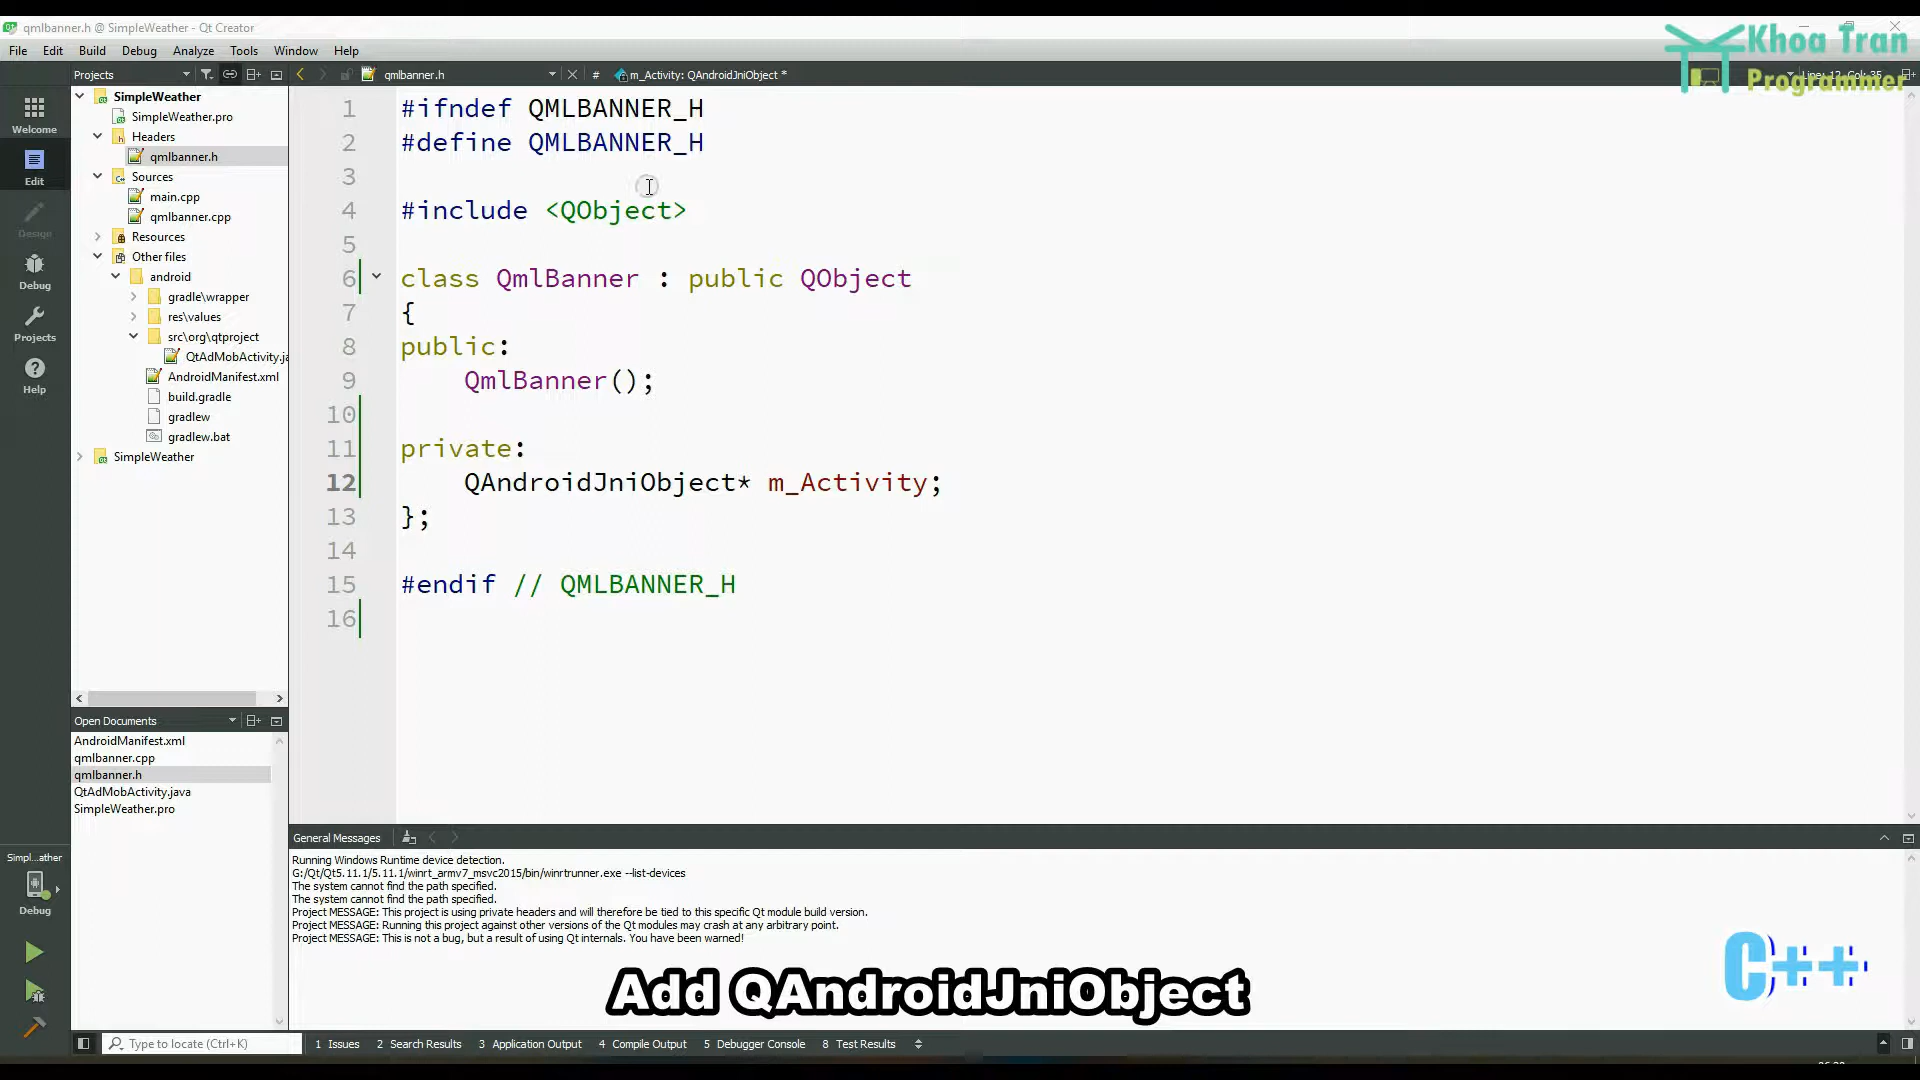 qmlbanner.h @ SimpleWeather - Qt Creator
Khoa Tran
Programmer
File Edit Build Debug Analyze Tools Window Help
Projects
qmlbanner.h
# m_Activity: QAndroidJniObject *
Line: 12, Col: 35
Welcome
Edit
Design
Debug
Projects
Help
SimpleWeather
SimpleWeather.pro
Headers
qmlbanner.h
Sources
main.cpp
qmlbanner.cpp
Resources
Other files
android
gradle\wrapper
res\values
src\org\qtproject
QtAdMobActivity.ja
AndroidManifest.xml
build.gradle
gradlew
gradlew.bat
SimpleWeather
1 #ifndef QMLBANNER_H
2 #define QMLBANNER_H
3
4 #include <QObject>
5
6 class QmlBanner : public QObject
7 {
8 public:
9 QmlBanner();
10
11 private:
12 QAndroidJniObject* m_Activity;
13 };
14
15 #endif // QMLBANNER_H
16
Open Documents
AndroidManifest.xml
qmlbanner.cpp
qmlbanner.h
QtAdMobActivity.java
SimpleWeather.pro
General Messages
Running Windows Runtime device detection.
G:/Qt/Qt5.11.1/5.11.1/winrt_armv7_msvc2015/bin/winrtrunner.exe --list-devices
The system cannot find the path specified.
The system cannot find the path specified.
Project MESSAGE: This project is using private headers and will therefore be tied to this specific Qt module build version.
Project MESSAGE: Running this project against other versions of the Qt modules may crash at any arbitrary point.
Project MESSAGE: This is not a bug, but a result of using Qt internals. You have been warned!
Simpl...ather
Debug
Add QAndroidJniObject
C++
Type to locate (Ctrl+K)
1 Issues 2 Search Results 3 Application Output 4 Compile Output 5 Debugger Console 8 Test Results